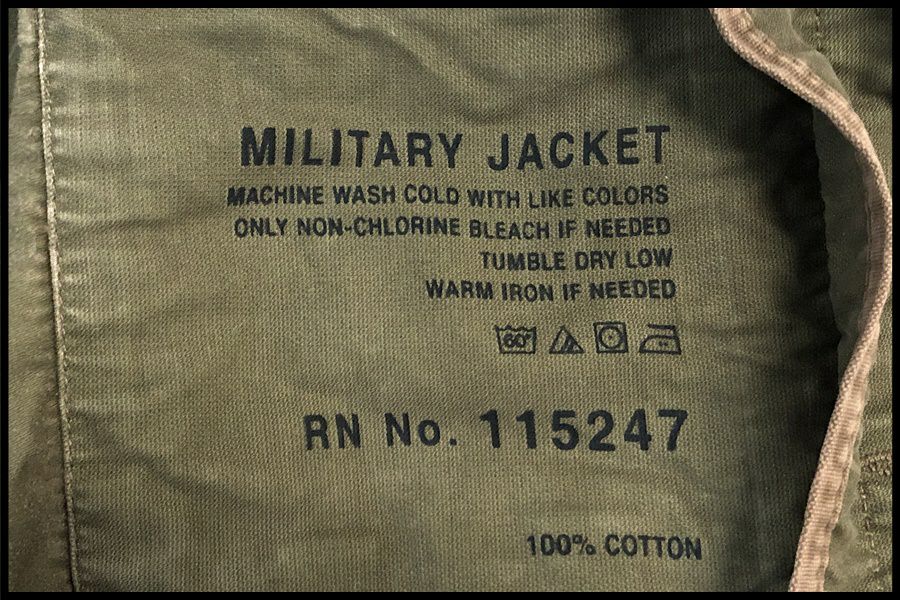 MILITARY JACKET
MACHINE WASH COLD WITH LIKE COLORS
ONLY NON-CHLORINE BLEACH IF NEEDED
TUMBLE DRY LOW
WARM IRON IF NEEDED
60°
RN No. 115247
100% COTTON